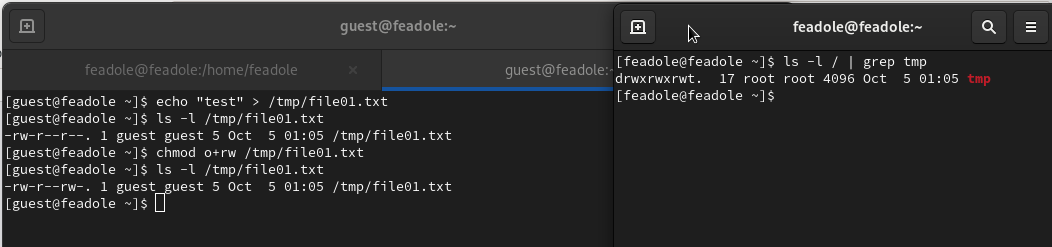 guest@feadole:~
feadole@feadole:/home/feadole ×
guest@feadole:~
[guest@feadole ~]$ echo "test" > /tmp/file01.txt
[guest@feadole ~]$ ls -l /tmp/file01.txt
-rw-r--r--. 1 guest guest 5 Oct  5 01:05 /tmp/file01.txt
[guest@feadole ~]$ chmod o+rw /tmp/file01.txt
[guest@feadole ~]$ ls -l /tmp/file01.txt
-rw-r--rw-. 1 guest guest 5 Oct  5 01:05 /tmp/file01.txt
[guest@feadole ~]$
feadole@feadole:~
[feadole@feadole ~]$ ls -l / | grep tmp
drwxrwxrwt.  17 root root 4096 Oct  5 01:05 tmp
[feadole@feadole ~]$